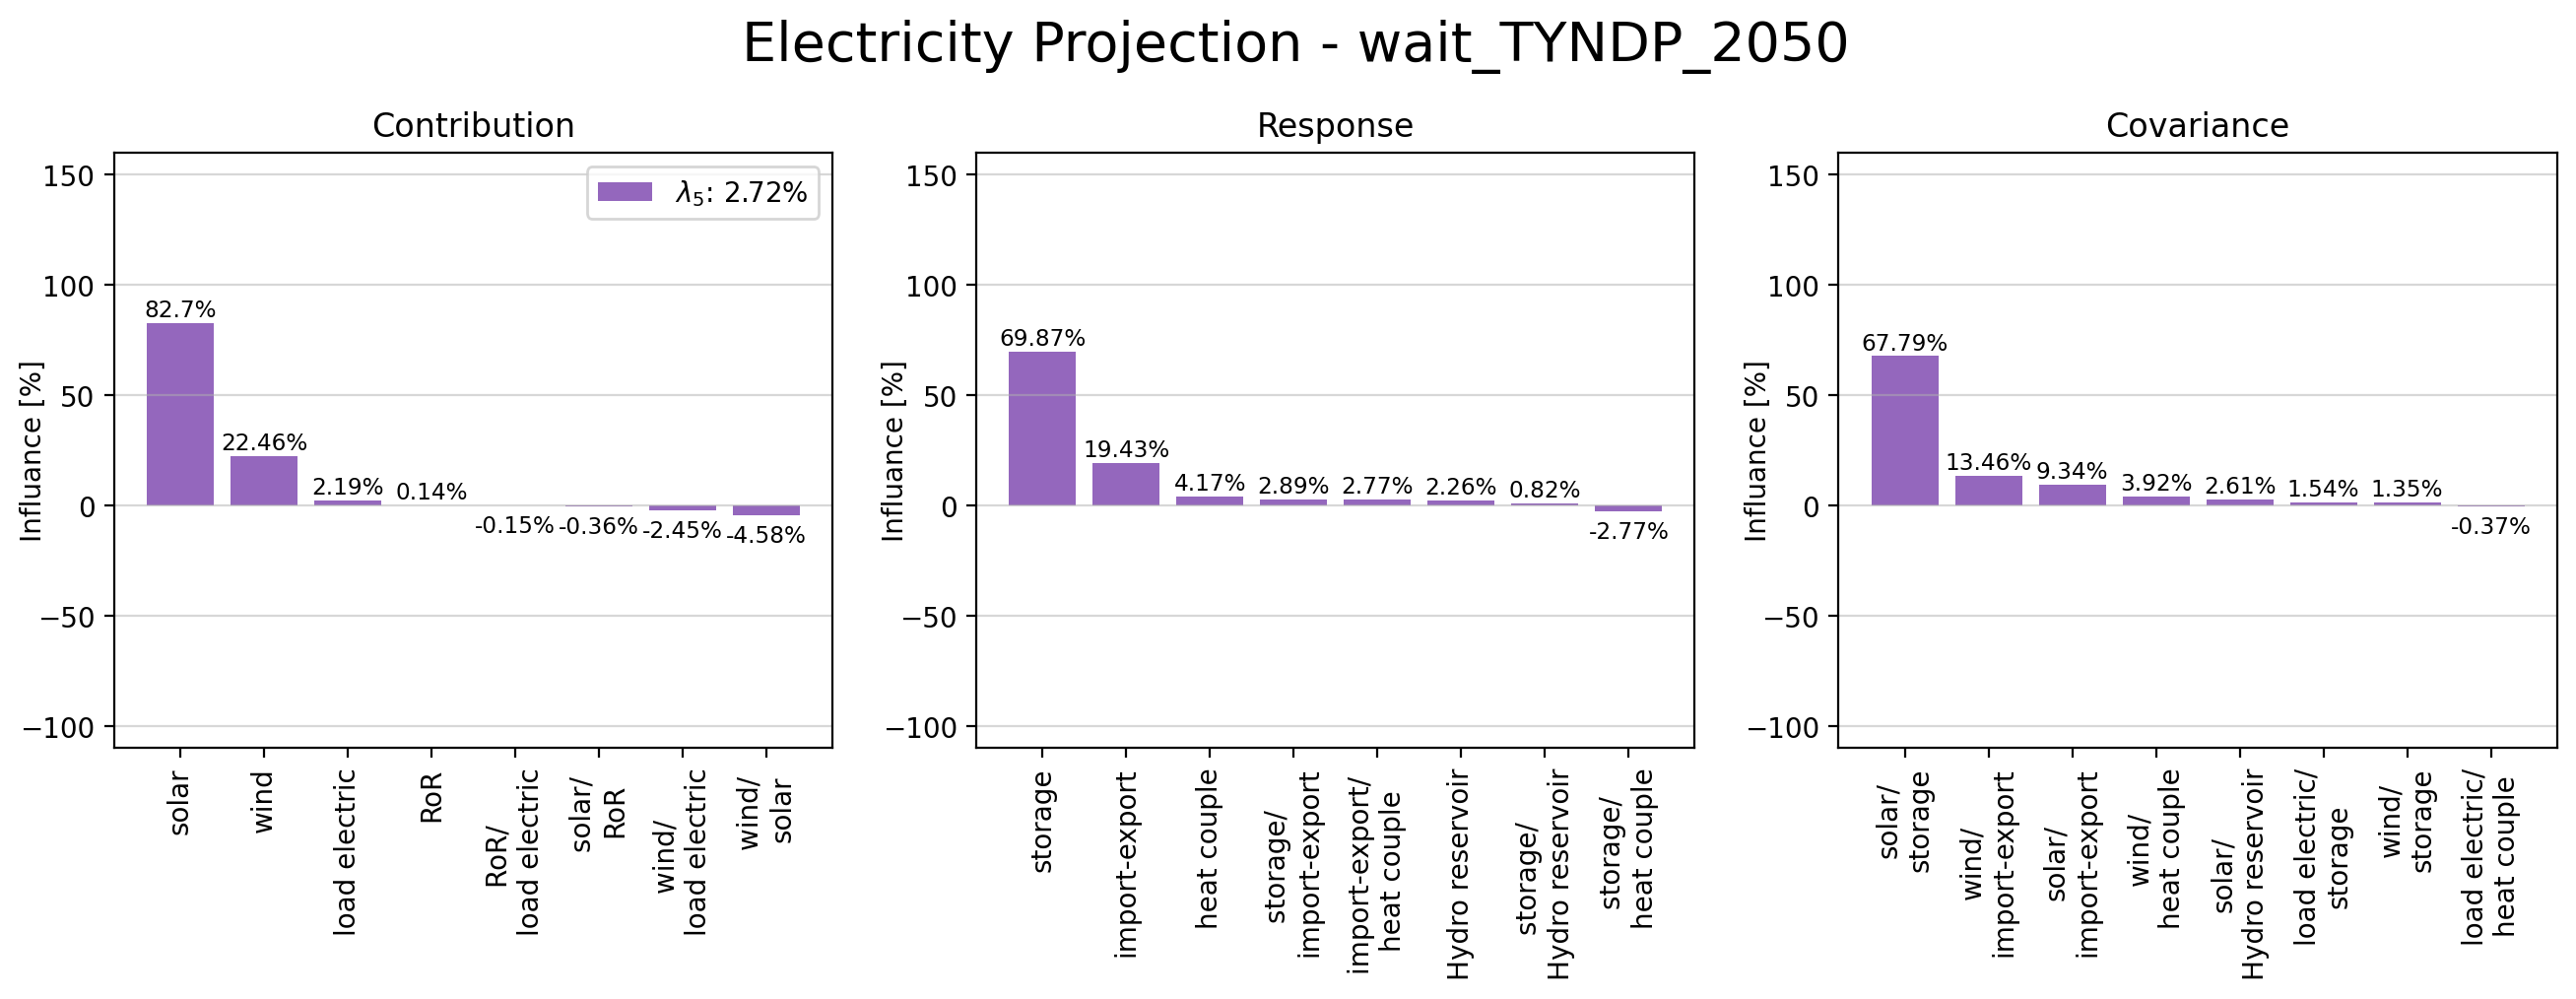 Electricity Projection - wait_TYNDP_2050
Contribution
Influance [%]
150
100
50
0
−50
−100
λ5: 2.72%
82.7%
22.46%
2.19%
0.14%
-0.15%
-0.36%
-2.45%
-4.58%
solar
wind
load electric
RoR
RoR/
load electric
solar/
RoR
wind/
load electric
wind/
solar
Response
Influance [%]
150
100
50
0
−50
−100
69.87%
19.43%
4.17%
2.89%
2.77%
2.26%
0.82%
-2.77%
storage
import-export
heat couple
storage/
import-export
import-export/
heat couple
Hydro reservoir
storage/
Hydro reservoir
storage/
heat couple
Covariance
Influance [%]
150
100
50
0
−50
−100
67.79%
13.46%
9.34%
3.92%
2.61%
1.54%
1.35%
-0.37%
solar/
storage
wind/
import-export
solar/
import-export
wind/
heat couple
solar/
Hydro reservoir
load electric/
storage
wind/
storage
load electric/
heat couple